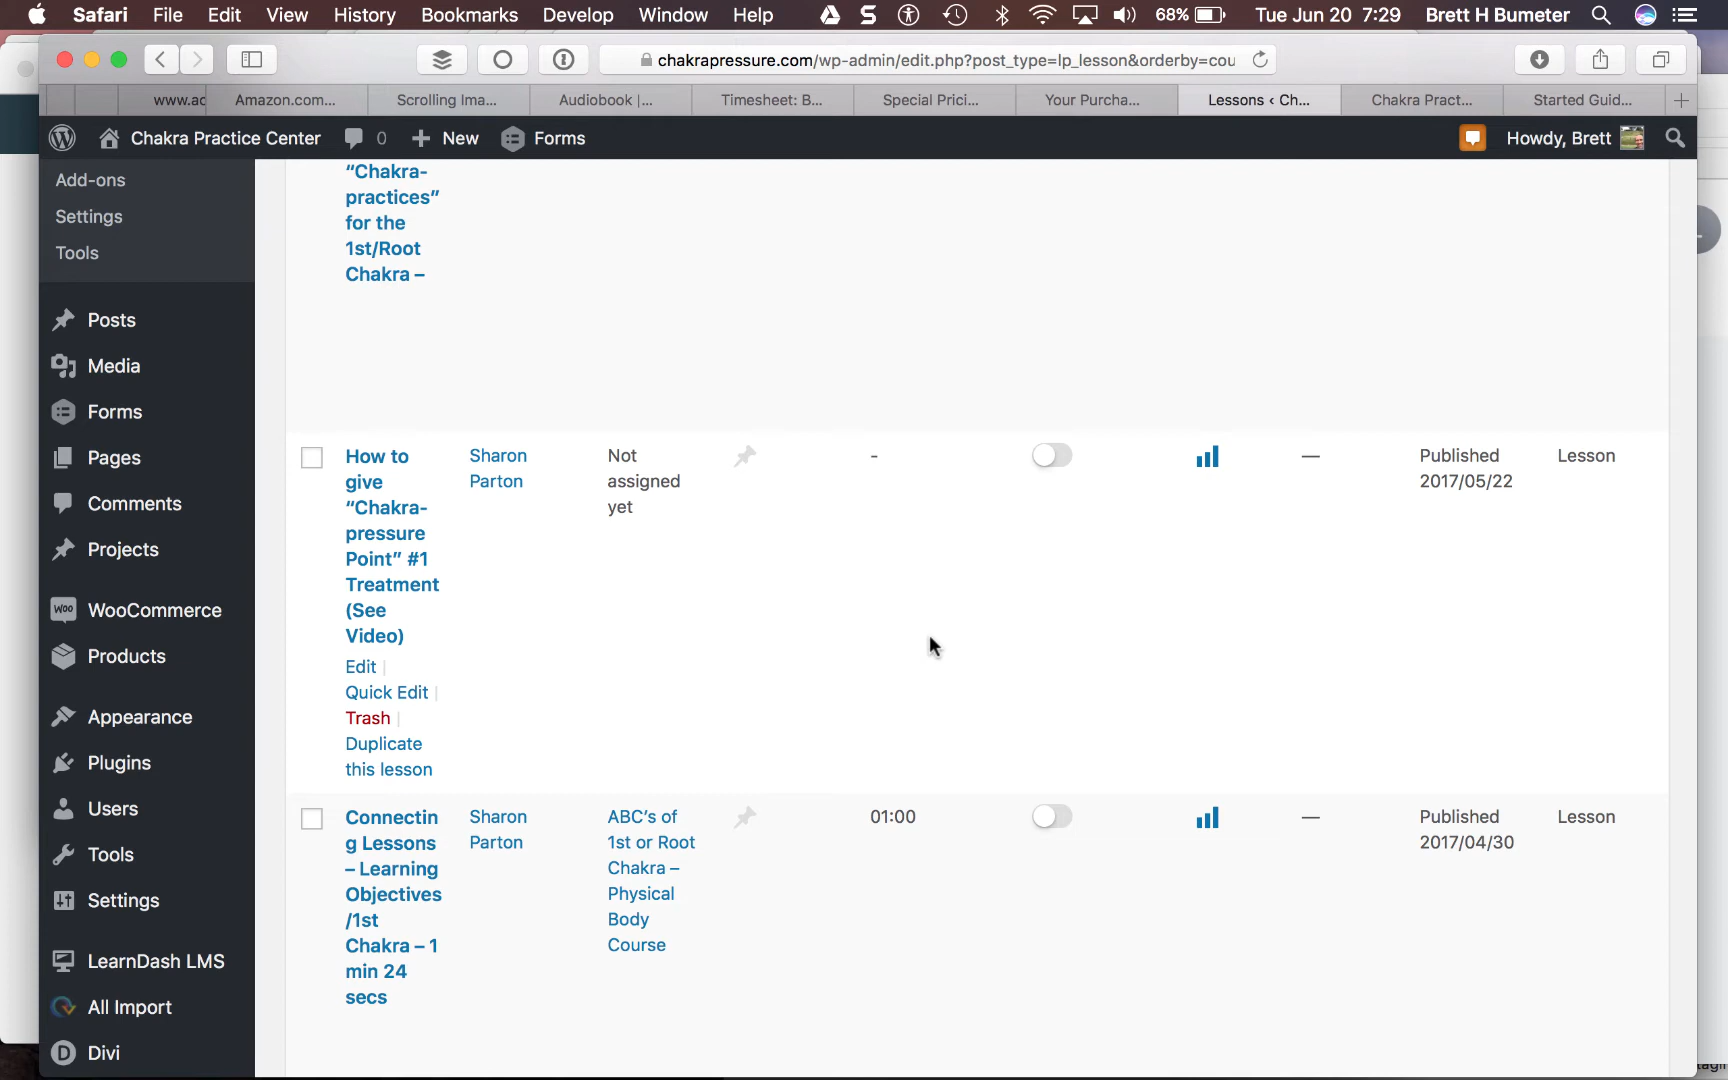 Safari File Edit View History Bookmarks Develop Window Help 68% Tue Jun 20 7:29 Brett H Bumeter
chakrapressure.com/wp-admin/edit.php?post_type=lp_lesson&orderby=cou
www.ac Amazon.com... Scrolling Ima... Audiobook |... Timesheet: B... Special Prici... Your Purcha... Lessons ‹ Ch... Chakra Pract... Started Guid...
Chakra Practice Center 0 New Forms Howdy, Brett
Add-ons
Settings
Tools
Posts
Media
Forms
Pages
Comments
Projects
WooCommerce
Products
Appearance
Plugins
Users
Tools
Settings
LearnDash LMS
All Import
Divi
“Chakra-
practices”
for the
1st/Root
Chakra –
How to
give
“Chakra-
pressure
Point” #1
Treatment
(See
Video)
Edit |
Quick Edit |
Trash |
Duplicate
this lesson
Sharon
Parton
Not
assigned
yet
-
—
Published
2017/05/22
Lesson
Connectin
g Lessons
– Learning
Objectives
/1st
Chakra – 1
min 24
secs
Sharon
Parton
ABC’s of
1st or Root
Chakra –
Physical
Body
Course
01:00
—
Published
2017/04/30
Lesson